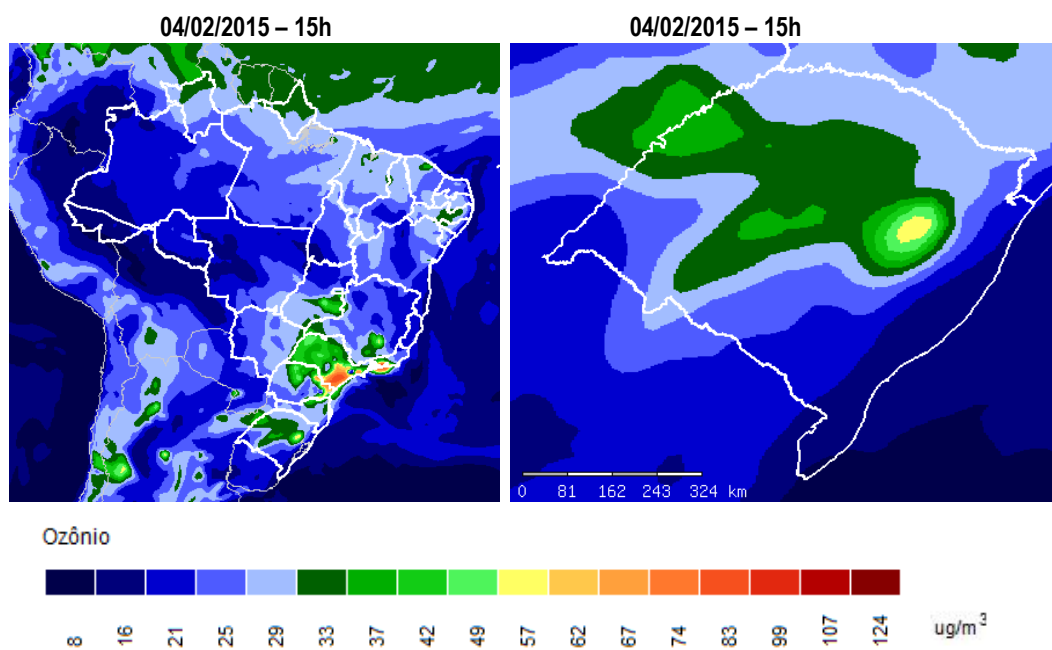 04/02/2015 – 15h
04/02/2015 – 15h
0 81 162 243 324 km
Ozônio
8 16 21 25 29 33 37 42 49 57 62 67 74 83 99 107 124 ug/m³